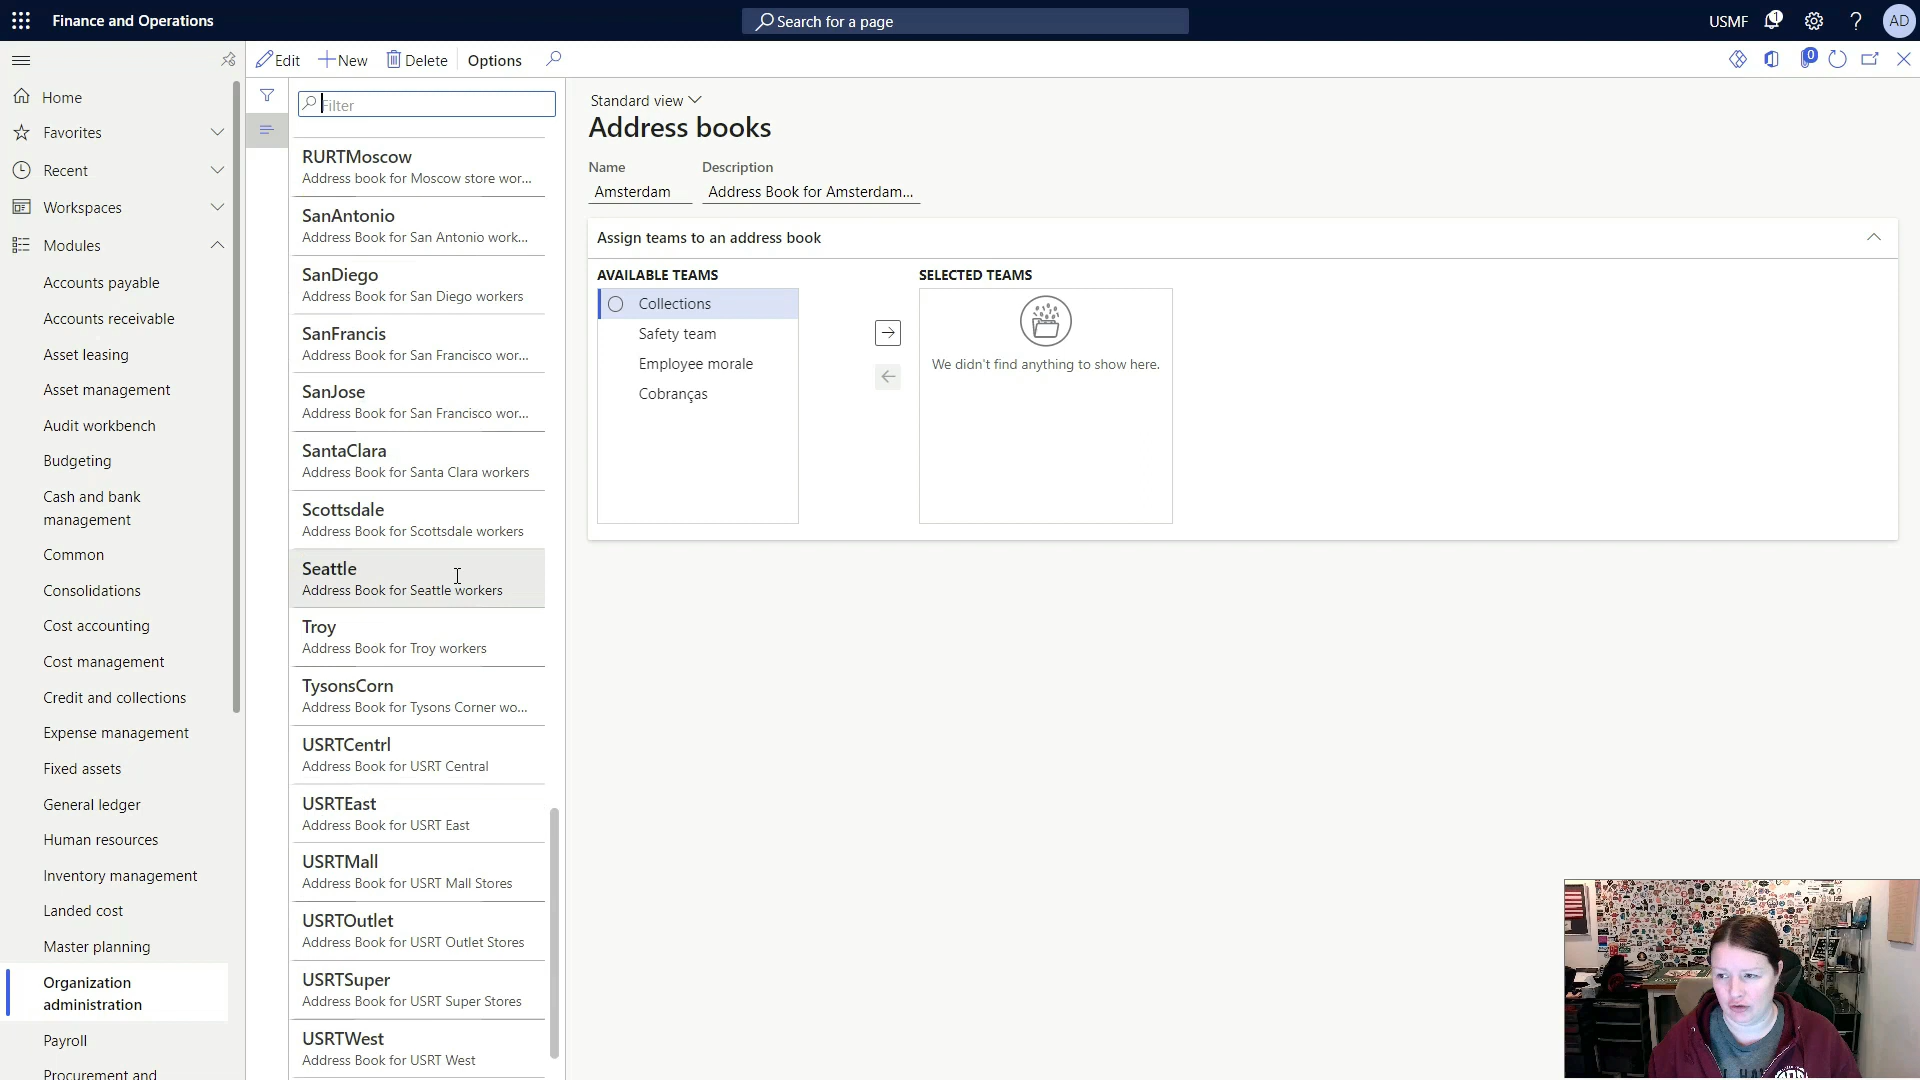 Finance and Operations
Search for a page
USMF
1
AD
Edit
New
Delete
Options
0
Home
Favorites
Recent
Workspaces
Modules
Accounts payable
Accounts receivable
Asset leasing
Asset management
Audit workbench
Budgeting
Cash and bank
management
Common
Consolidations
Cost accounting
Cost management
Credit and collections
Expense management
Fixed assets
General ledger
Human resources
Inventory management
Landed cost
Master planning
Organization
administration
Payroll
Procurement and
Filter
RURTMoscow
Address book for Moscow store wor...
SanAntonio
Address Book for San Antonio work...
SanDiego
Address Book for San Diego workers
SanFrancis
Address Book for San Francisco wor...
SanJose
Address Book for San Francisco wor...
SantaClara
Address Book for Santa Clara workers
Scottsdale
Address Book for Scottsdale workers
Seattle
Address Book for Seattle workers
Troy
Address Book for Troy workers
TysonsCorn
Address Book for Tysons Corner wo...
USRTCentrl
Address Book for USRT Central
USRTEast
Address Book for USRT East
USRTMall
Address Book for USRT Mall Stores
USRTOutlet
Address Book for USRT Outlet Stores
USRTSuper
Address Book for USRT Super Stores
USRTWest
Address Book for USRT West
Standard view
Address books
Name
Description
Amsterdam
Address Book for Amsterdam...
Assign teams to an address book
AVAILABLE TEAMS
Collections
Safety team
Employee morale
Cobranças
SELECTED TEAMS
We didn't find anything to show here.